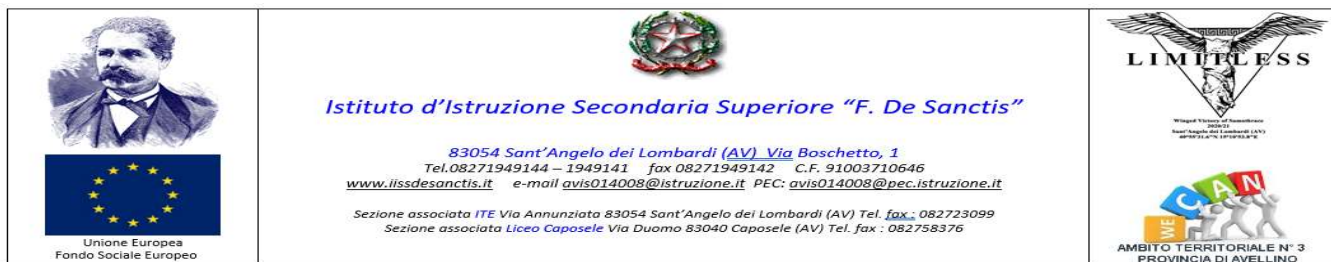 Istituto d'Istruzione Secondaria Superiore "F. De Sanctis"
83054 Sant'Angelo dei Lombardi (AV) Via Boschetto, 1
Tel.08271949144 – 1949141 fax 08271949142 C.F. 91003710646
www.iissdesanctis.it e-mail avis014008@istruzione.it PEC: avis014008@pec.istruzione.it
Sezione associata ITE Via Annunziata 83054 Sant'Angelo dei Lombardi (AV) Tel. fax : 082723099
Sezione associata Liceo Caposele Via Duomo 83040 Caposele (AV) Tel. fax : 082758376
Unione Europea
Fondo Sociale Europeo
LIMITLESS
Winged Victory of Samothrace
2020/21
Sant'Angelo dei Lombardi (AV)
WE CAN
AMBITO TERRITORIALE N° 3
PROVINCIA DI AVELLINO